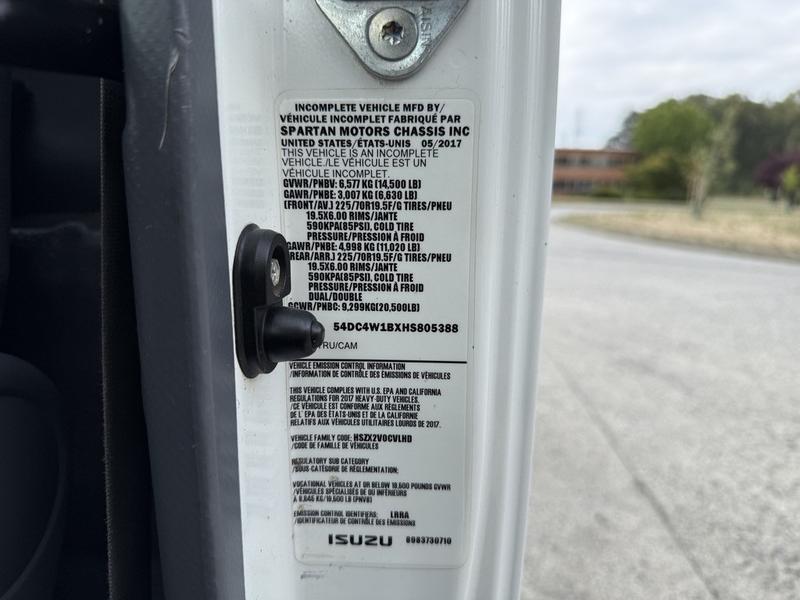 AISIN
INCOMPLETE VEHICLE MFD BY/
VÉHICULE INCOMPLET FABRIQUÉ PAR
SPARTAN MOTORS CHASSIS INC
UNITED STATES/ÉTATS-UNIS 05/2017
THIS VEHICLE IS AN INCOMPLETE
VEHICLE./LE VÉHICULE EST UN
VÉHICULE INCOMPLET.
GVWR/PNBV: 6,577 KG (14,500 LB)
GAWR/PNBE: 3,007 KG (6,630 LB)
(FRONT/AV.) 225/70R19.5F/G TIRES/PNEU
19.5X6.00 RIMS/JANTE
590KPA(85PSI), COLD TIRE
PRESSURE/PRESSION À FROID
GAWR/PNBE: 4,998 KG (11,020 LB)
(REAR/ARR.) 225/70R19.5F/G TIRES/PNEU
19.5X6.00 RIMS/JANTE
590KPA(85PSI), COLD TIRE
PRESSURE/PRESSION À FROID
DUAL/DOUBLE
GCWR/PNBC: 9,299KG(20,500LB)
54DC4W1BXHS805388
TRU/CAM
VEHICLE EMISSION CONTROL INFORMATION
/INFORMATION DE CONTRÔLE DES ÉMISSIONS DE VÉHICULES
THIS VEHICLE COMPLIES WITH U.S. EPA AND CALIFORNIA
REGULATIONS FOR 2017 HEAVY-DUTY VEHICLES.
/CE VÉHICULE EST CONFORME AUX RÈGLEMENTS
DE L' EPA DES ÉTATS-UNIS ET DE LA CALIFORNIE
RELATIFS AUX VÉHICULES UTILITAIRES LOURDS DE 2017.
VEHICLE FAMILY CODE: HSZX2VOCVLHD
/CODE DE FAMILLE DE VÉHICULES
REGULATORY SUB CATEGORY
/SOUS-CATÉGORIE DE RÉGLEMENTATION;
VOCATIONAL VEHICLES AT OR BELOW 19,500 POUNDS GVWR
/VÉHICULES SPÉCIALISÉS DE OU INFÉRIEURS
À 8,845 KG/19,500 LB (PNVB)
EMISSION CONTROL IDENTIFIERS: LRRA
/IDENTIFICATEUR DE CONTRÔLE DES ÉMISSIONS
ISUZU 8983730710